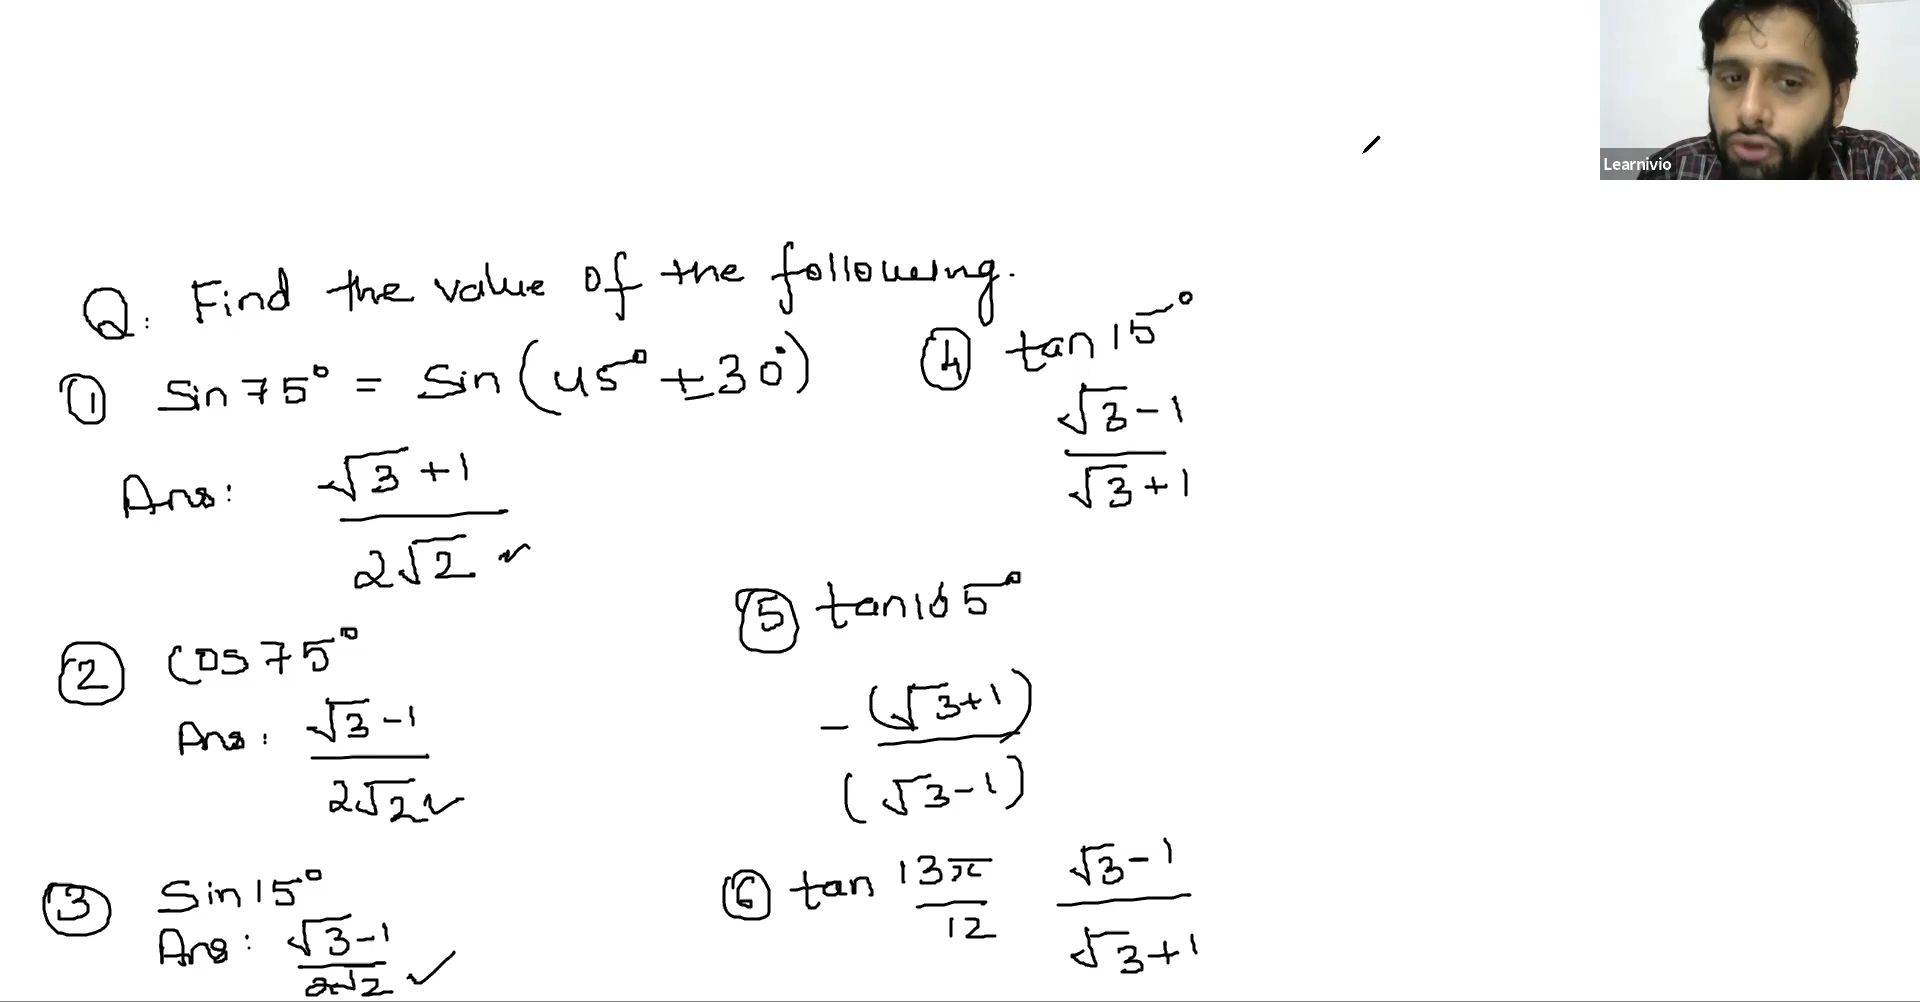 Learnivio
Q. Find the value of the following.
① Sin 75° = Sin (45° + 30°)
Ans: √3 + 1
2√2 ✓
② Cos 75°
Ans: √3 - 1
2√2 ✓
③ Sin 15°
Ans: √3 - 1
2√2 ✓
④ tan 15°
√3 - 1
√3 + 1
⑤ tan 105°
- (√3 + 1)
(√3 - 1)
⑥ tan 13π √3 - 1
12 √3 + 1